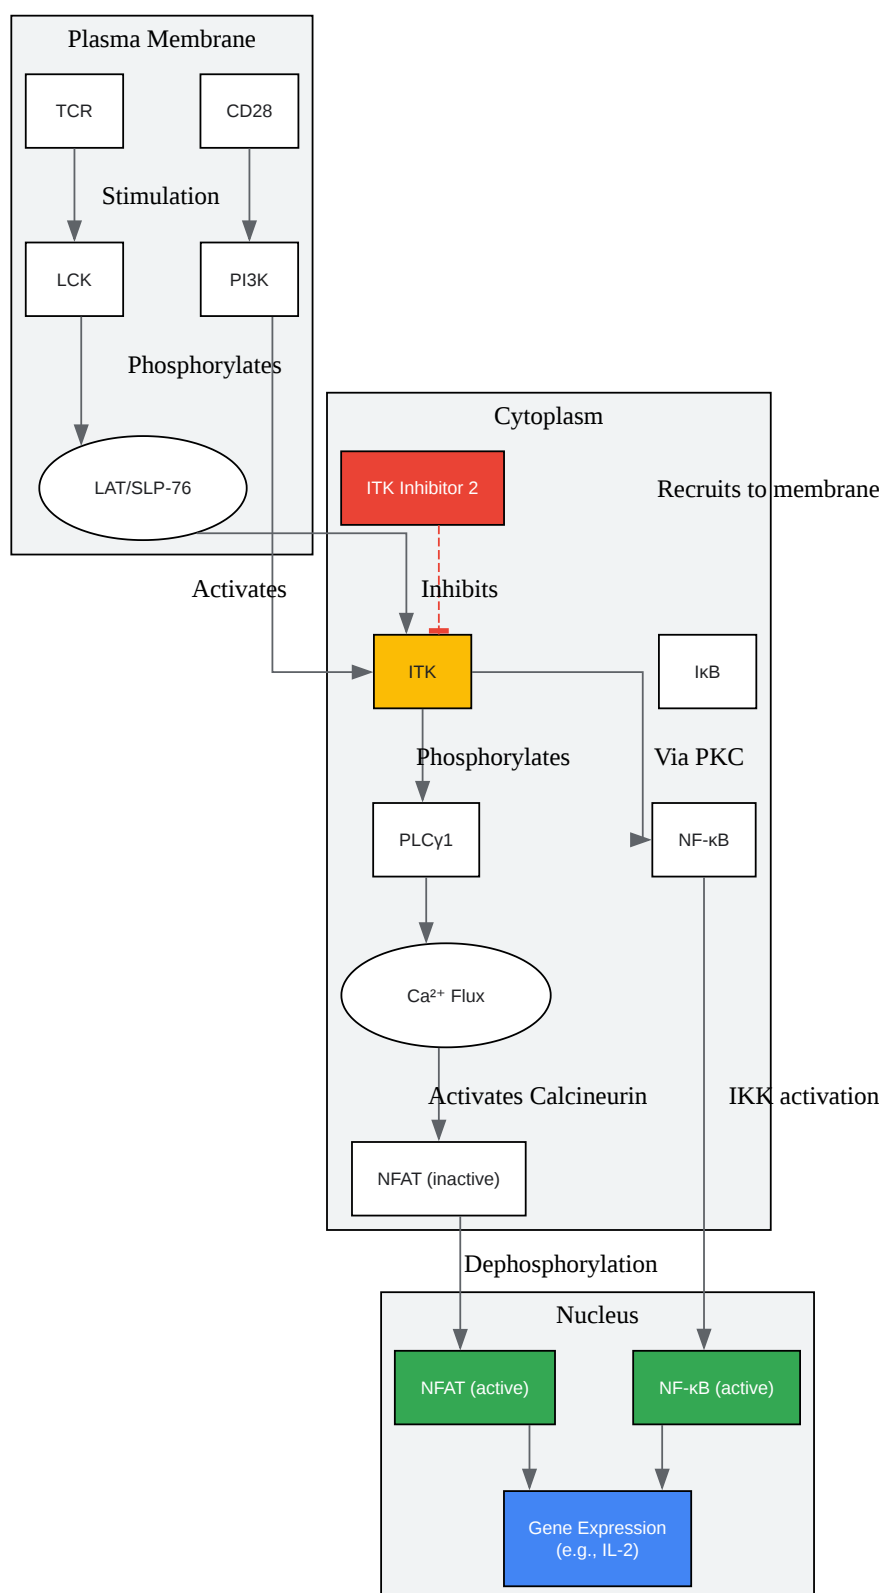 Plasma Membrane
TCR
CD28
Stimulation
LCK
PI3K
Phosphorylates
Cytoplasm
LAT/SLP-76
ITK Inhibitor 2
Recruits to membrane
Activates
Inhibits
ITK
IκB
Phosphorylates
Via PKC
PLCγ1
NF-κB
Ca²⁺ Flux
Activates Calcineurin
IKK activation
NFAT (inactive)
Dephosphorylation
Nucleus
NFAT (active)
NF-κB (active)
Gene Expression
(e.g., IL-2)